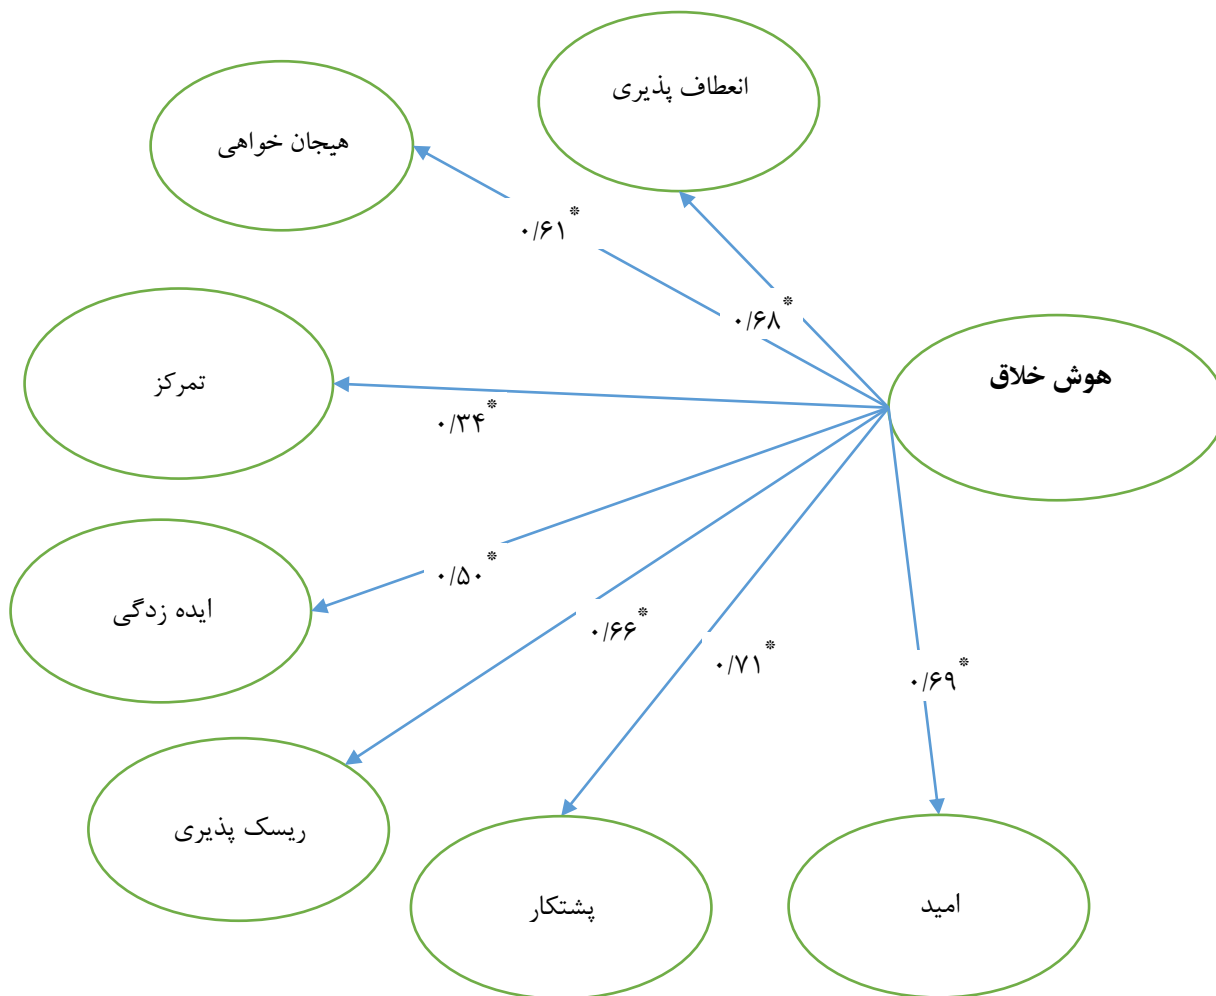 انعطاف پذیری
هیجان خواهی
۰/۶۱*
۰/۶۸*
هوش خلاق
تمرکز
۰/۳۴*
۰/۵۰*
ایده زدگی
۰/۶۶*
۰/۷۱*
۰/۶۹*
ریسک پذیری
پشتکار
امید